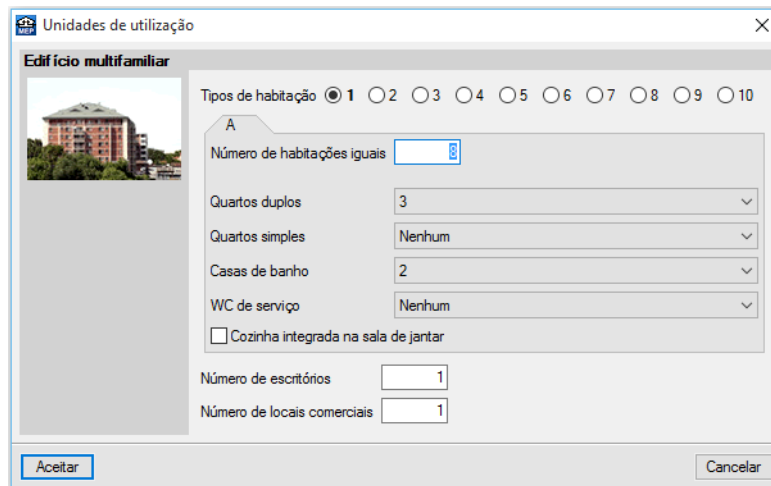 MEP Unidades de utilização
Edifício multifamiliar
Tipos de habitação 1 2 3 4 5 6 7 8 9 10
A
Número de habitações iguais 8
Quartos duplos 3
Quartos simples Nenhum
Casas de banho 2
WC de serviço Nenhum
Cozinha integrada na sala de jantar
Número de escritórios 1
Número de locais comerciais 1
Aceitar Cancelar